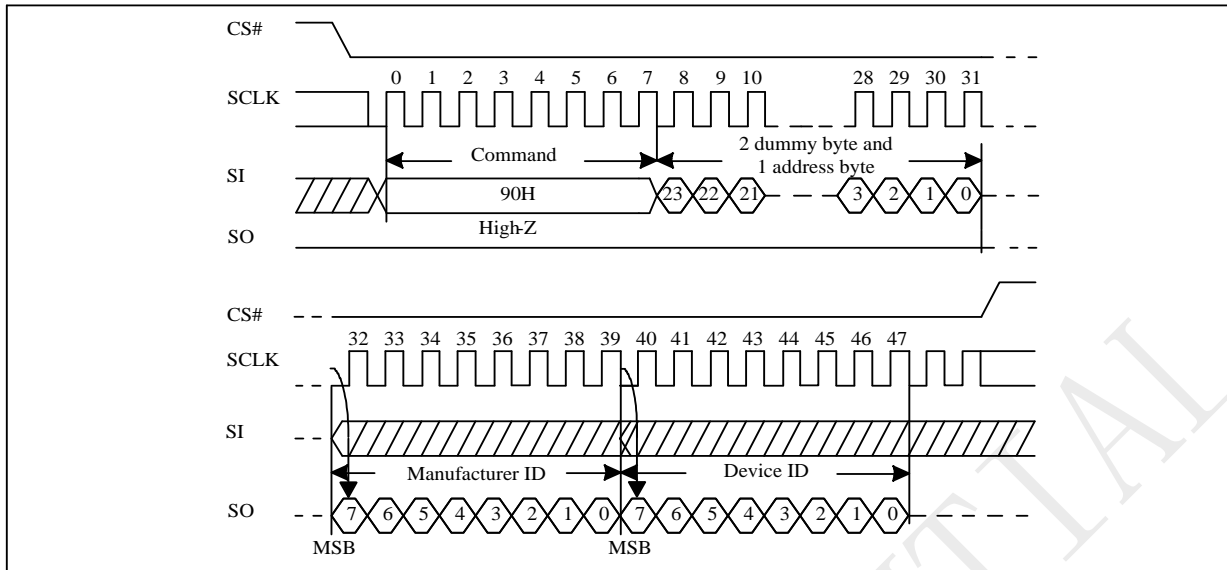 CS#
0 1 2 3 4 5 6 7 8 9 10 28 29 30 31
SCLK
Command
2 dummy byte and
1 address byte
SI
90H
23 22 21 3 2 1 0
High-Z
SO
CS#
32 33 34 35 36 37 38 39 40 41 42 43 44 45 46 47
SCLK
SI
Manufacturer ID
Device ID
SO
7 6 5 4 3 2 1 0 7 6 5 4 3 2 1 0
MSB MSB